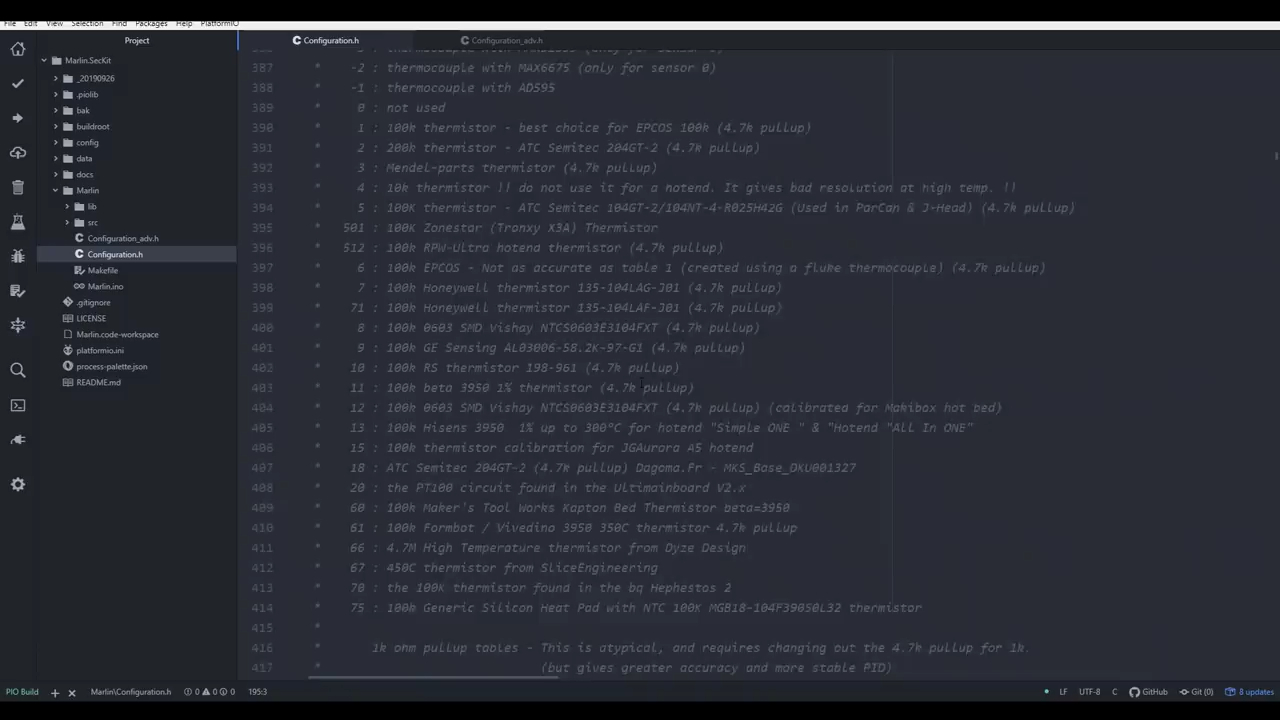 File Edit View Selection Find Packages PlatformIO
Project
Configuration.h
Configuration_adv.h
Marlin.SecKit
_20190926
.piolib
bak
buildroot
config
data
docs
Marlin
lib
src
Configuration_adv.h
Configuration.h
Makefile
Marlin.ino
.gitignore
LICENSE
Marlin.code-workspace
platformio.ini
process-palette.json
README.md
387 * -2 : thermocouple with MAX6675 (only for sensor 0)
388 * -1 : thermocouple with AD595
389 * 0 : not used
390 * 1 : 100k thermistor - best choice for EPCOS 100k (4.7k pullup)
391 * 2 : 200k thermistor - ATC Semitec 204GT-2 (4.7k pullup)
392 * 3 : Mendel-parts thermistor (4.7k pullup)
393 * 4 : 10k thermistor !! do not use it for a hotend. It gives bad resolution at high temp. !!
394 * 5 : 100K thermistor - ATC Semitec 104GT-2/104NT-4-R025H42G (Used in ParCan & J-Head) (4.7k pullup)
395 * 501 : 100K Zonestar (Tronxy X3A) Thermistor
396 * 512 : 100k RPW-Ultra hotend thermistor (4.7k pullup)
397 * 6 : 100k EPCOS - Not as accurate as table 1 (created using a fluke thermocouple) (4.7k pullup)
398 * 7 : 100k Honeywell thermistor 135-104LAG-J01 (4.7k pullup)
399 * 71 : 100k Honeywell thermistor 135-104LAF-J01 (4.7k pullup)
400 * 8 : 100k 0603 SMD Vishay NTCS0603E3104FXT (4.7k pullup)
401 * 9 : 100k GE Sensing AL03006-58.2K-97-G1 (4.7k pullup)
402 * 10 : 100k RS thermistor 198-961 (4.7k pullup)
403 * 11 : 100k beta 3950 1% thermistor (4.7k pullup)
404 * 12 : 100k 0603 SMD Vishay NTCS0603E3104FXT (4.7k pullup) (calibrated for Makibox hot bed)
405 * 13 : 100k Hisens 3950 1% up to 300°C for hotend "Simple ONE " & "Hotend "All In ONE"
406 * 15 : 100k thermistor calibration for JGAurora A5 hotend
407 * 18 : ATC Semitec 204GT-2 (4.7k pullup) Dagoma.Fr - MKS_Base_DKU001327
408 * 20 : the PT100 circuit found in the Ultimainboard V2.x
409 * 60 : 100k Maker's Tool Works Kapton Bed Thermistor beta=3950
410 * 61 : 100k Formbot / Vivedino 3950 350C thermistor 4.7k pullup
411 * 66 : 4.7M High Temperature thermistor from Dyze Design
412 * 67 : 450C thermistor from SliceEngineering
413 * 70 : the 100K thermistor found in the bq Hephestos 2
414 * 75 : 100k Generic Silicon Heat Pad with NTC 100K MGB18-104F39050L32 thermistor
415 *
416 * 1k ohm pullup tables - This is atypical, and requires changing out the 4.7k pullup for 1k.
417 * (but gives greater accuracy and more stable PID)
PIO Build + × Marlin\Configuration.h 0 0 0 195:3 LF UTF-8 C GitHub Git (0) 8 updates